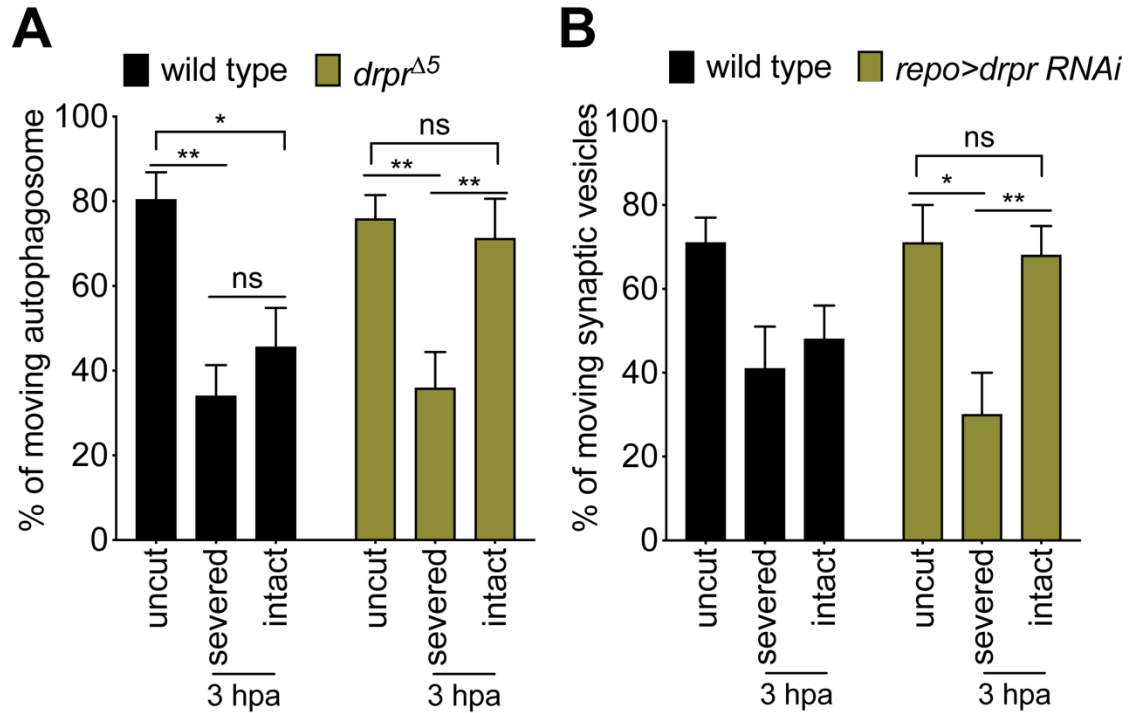 A
wild type drpr^Δ5
% of moving autophagosome
100
80
60
40
20
0
*
**
ns
ns
**
**
uncut
severed
intact
3 hpa
uncut
severed
intact
3 hpa
B
wild type repo>drpr RNAi
% of moving synaptic vesicles
100
80
60
40
20
0
ns
*
**
uncut
severed
intact
3 hpa
uncut
severed
intact
3 hpa